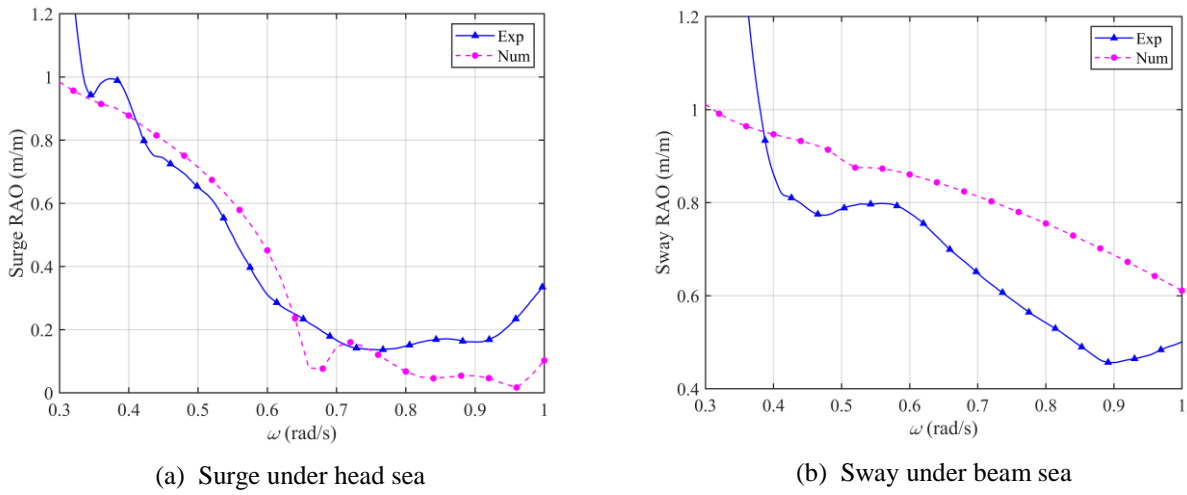 1.2
1
0.8
0.6
0.4
0.2
0
Surge RAO (m/m)
Exp
Num
0.3 0.4 0.5 0.6 0.7 0.8 0.9 1
ω (rad/s)
(a) Surge under head sea
1.2
1
0.8
0.6
0.4
Sway RAO (m/m)
Exp
Num
0.3 0.4 0.5 0.6 0.7 0.8 0.9 1
ω (rad/s)
(b) Sway under beam sea